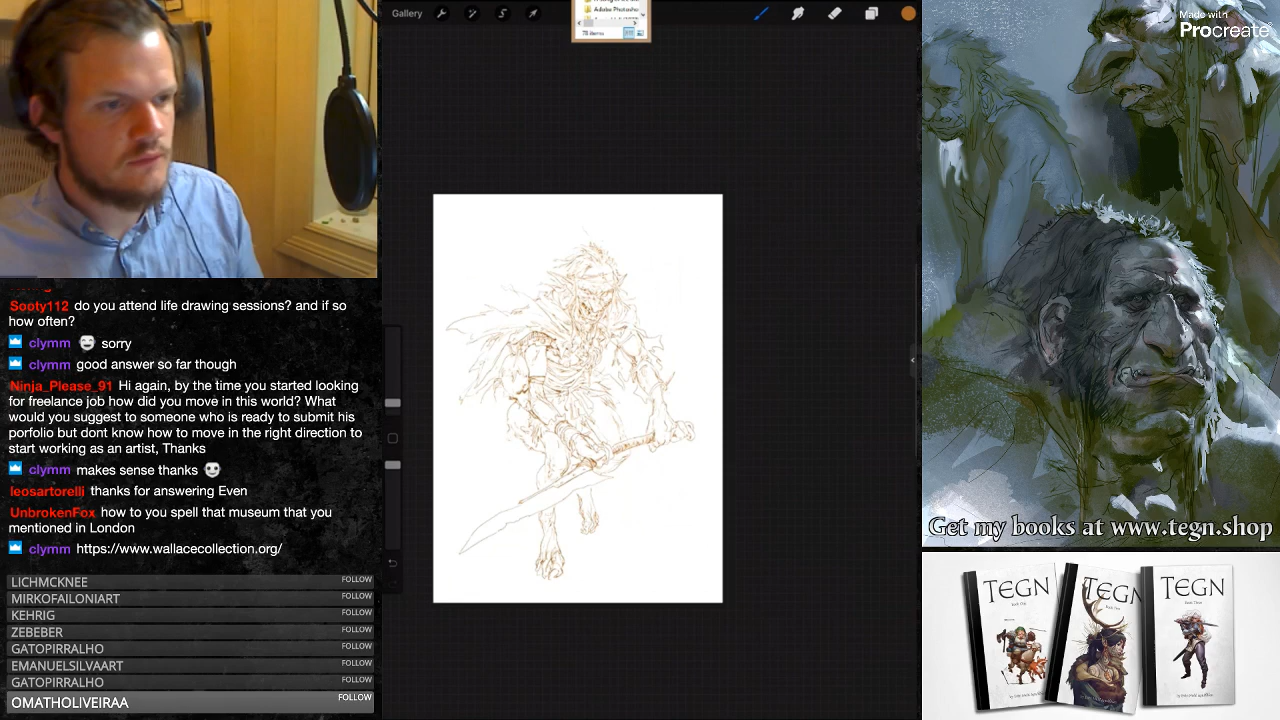 Gallery
Adobe Photoshop
78 items
Made with
Procreate
Sooty112 do you attend life drawing sessions? and if so
how often?
clymm sorry
clymm good answer so far though
Ninja_Please_91 Hi again, by the time you started looking
for freelance job how did you move in this world? What
would you suggest to someone who is ready to submit his
porfolio but dont know how to move in the right direction to
start working as an artist, Thanks
clymm makes sense thanks
leosartorelli thanks for answering Even
UnbrokenFox how to you spell that museum that you
mentioned in London
clymm https://www.wallacecollection.org/
LICHMCKNEE FOLLOW
MIRKOFAILONIART FOLLOW
KEHRIG FOLLOW
ZEBEBER FOLLOW
GATOPIRRALHO FOLLOW
EMANUELSILVAART FOLLOW
GATOPIRRALHO FOLLOW
OMATHOLIVEIRAA FOLLOW
Get my books at www.tegn.shop
TEGN
TEGN
TEGN